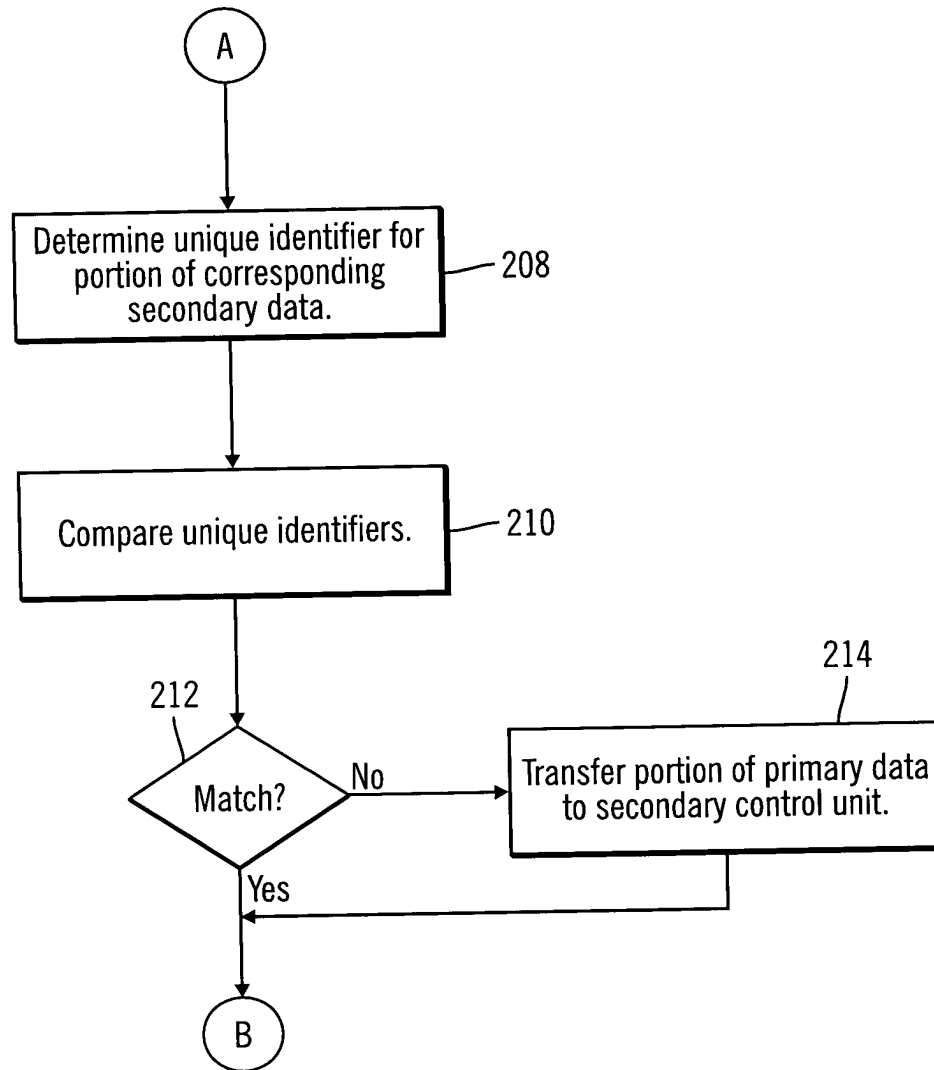 A
Determine unique identifier for
portion of corresponding
secondary data.
208
Compare unique identifiers.
210
212
214
Match?
No
Transfer portion of primary data
to secondary control unit.
Yes
B